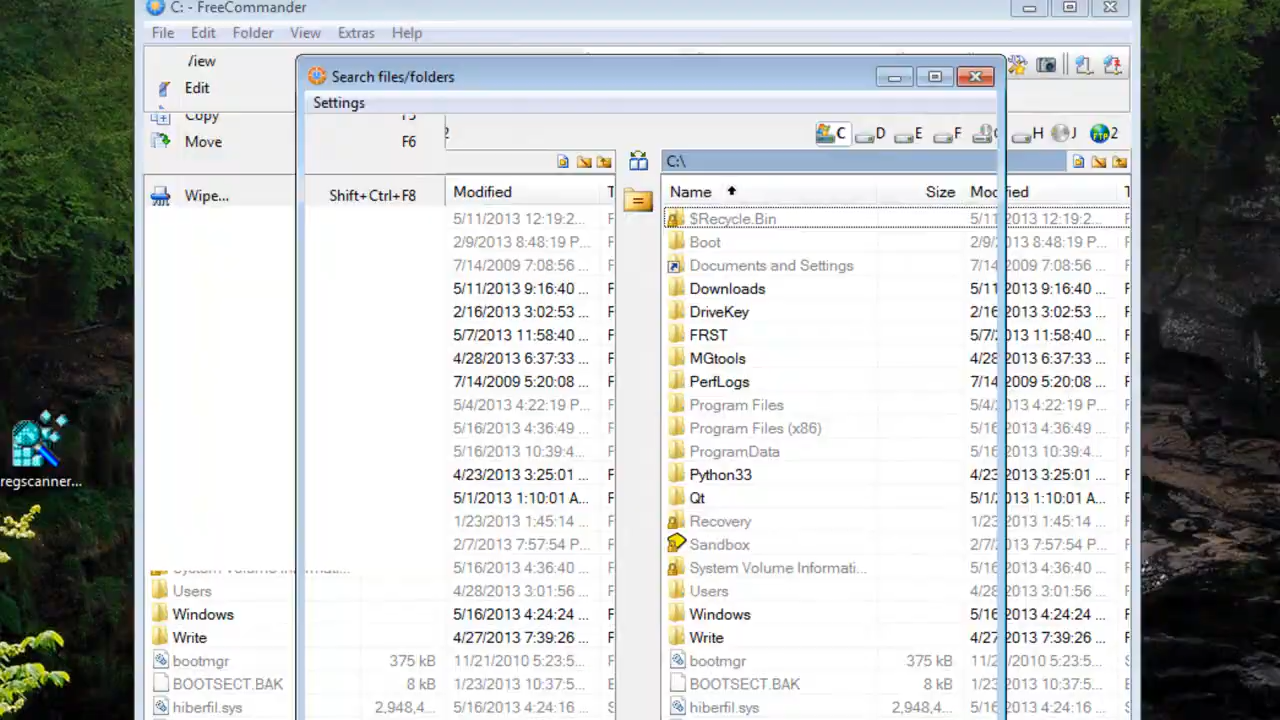 C: - FreeCommander
File Edit Folder View Extras Help
/iew
Search files/folders
Edit
Settings
Copy F5
Move F6
2
C D E F H J 2
C:\
Modified T Name Size Modified T
Wipe... Shift+Ctrl+F8
5/11/2013 12:19:2... F $Recycle.Bin 5/11/2013 12:19:2... F
2/9/2013 8:48:19 P... F Boot 2/9/2013 8:48:19 P... F
7/14/2009 7:08:56 ... F Documents and Settings 7/14/2009 7:08:56 ... F
5/11/2013 9:16:40 ... F Downloads 5/11/2013 9:16:40 ... F
2/16/2013 3:02:53 ... F DriveKey 2/16/2013 3:02:53 ... F
5/7/2013 11:58:40 ... F FRST 5/7/2013 11:58:40 ... F
4/28/2013 6:37:33 ... F MGtools 4/28/2013 6:37:33 ... F
7/14/2009 5:20:08 ... F PerfLogs 7/14/2009 5:20:08 ... F
5/4/2013 4:22:19 P... F Program Files 5/4/2013 4:22:19 P... F
5/16/2013 4:36:49 ... F Program Files (x86) 5/16/2013 4:36:49 ... F
5/16/2013 10:39:4... F ProgramData 5/16/2013 10:39:4... F
4/23/2013 3:25:01 ... F Python33 4/23/2013 3:25:01 ... F
regscanner...
5/1/2013 1:10:01 A... F Qt 5/1/2013 1:10:01 A... F
1/23/2013 1:45:14 ... F Recovery 1/23/2013 1:45:14 ... F
2/7/2013 7:57:54 P... F Sandbox 2/7/2013 7:57:54 P... F
System Volume Informati... 5/16/2013 4:36:40 ... F System Volume Informati... 5/16/2013 4:36:40 ... F
Users 4/28/2013 3:01:56 ... F Users 4/28/2013 3:01:56 ... F
Windows 5/16/2013 4:24:24 ... F Windows 5/16/2013 4:24:24 ... F
Write 4/27/2013 7:39:26 ... F Write 4/27/2013 7:39:26 ... F
bootmgr 375 kB 11/21/2010 5:23:5... S bootmgr 375 kB 11/21/2010 5:23:5... S
BOOTSECT.BAK 8 kB 1/23/2013 10:37:5... E BOOTSECT.BAK 8 kB 1/23/2013 10:37:5... E
hiberfil.sys 2,948,4... 5/16/2013 4:24:16 ... S hiberfil.sys 2,948,4... 5/16/2013 4:24:16 ... S